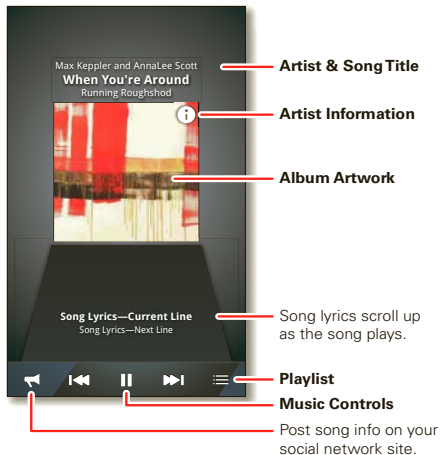 Max Keppler and AnnaLee Scott
When You're Around
Running Roughshod
Artist & Song Title
Artist Information
Album Artwork
Song Lyrics—Current Line
Song Lyrics—Next Line
Song lyrics scroll up
as the song plays.
Playlist
Music Controls
Post song info on your
social network site.